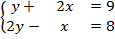 y + 2x = 9
2y − x = 8